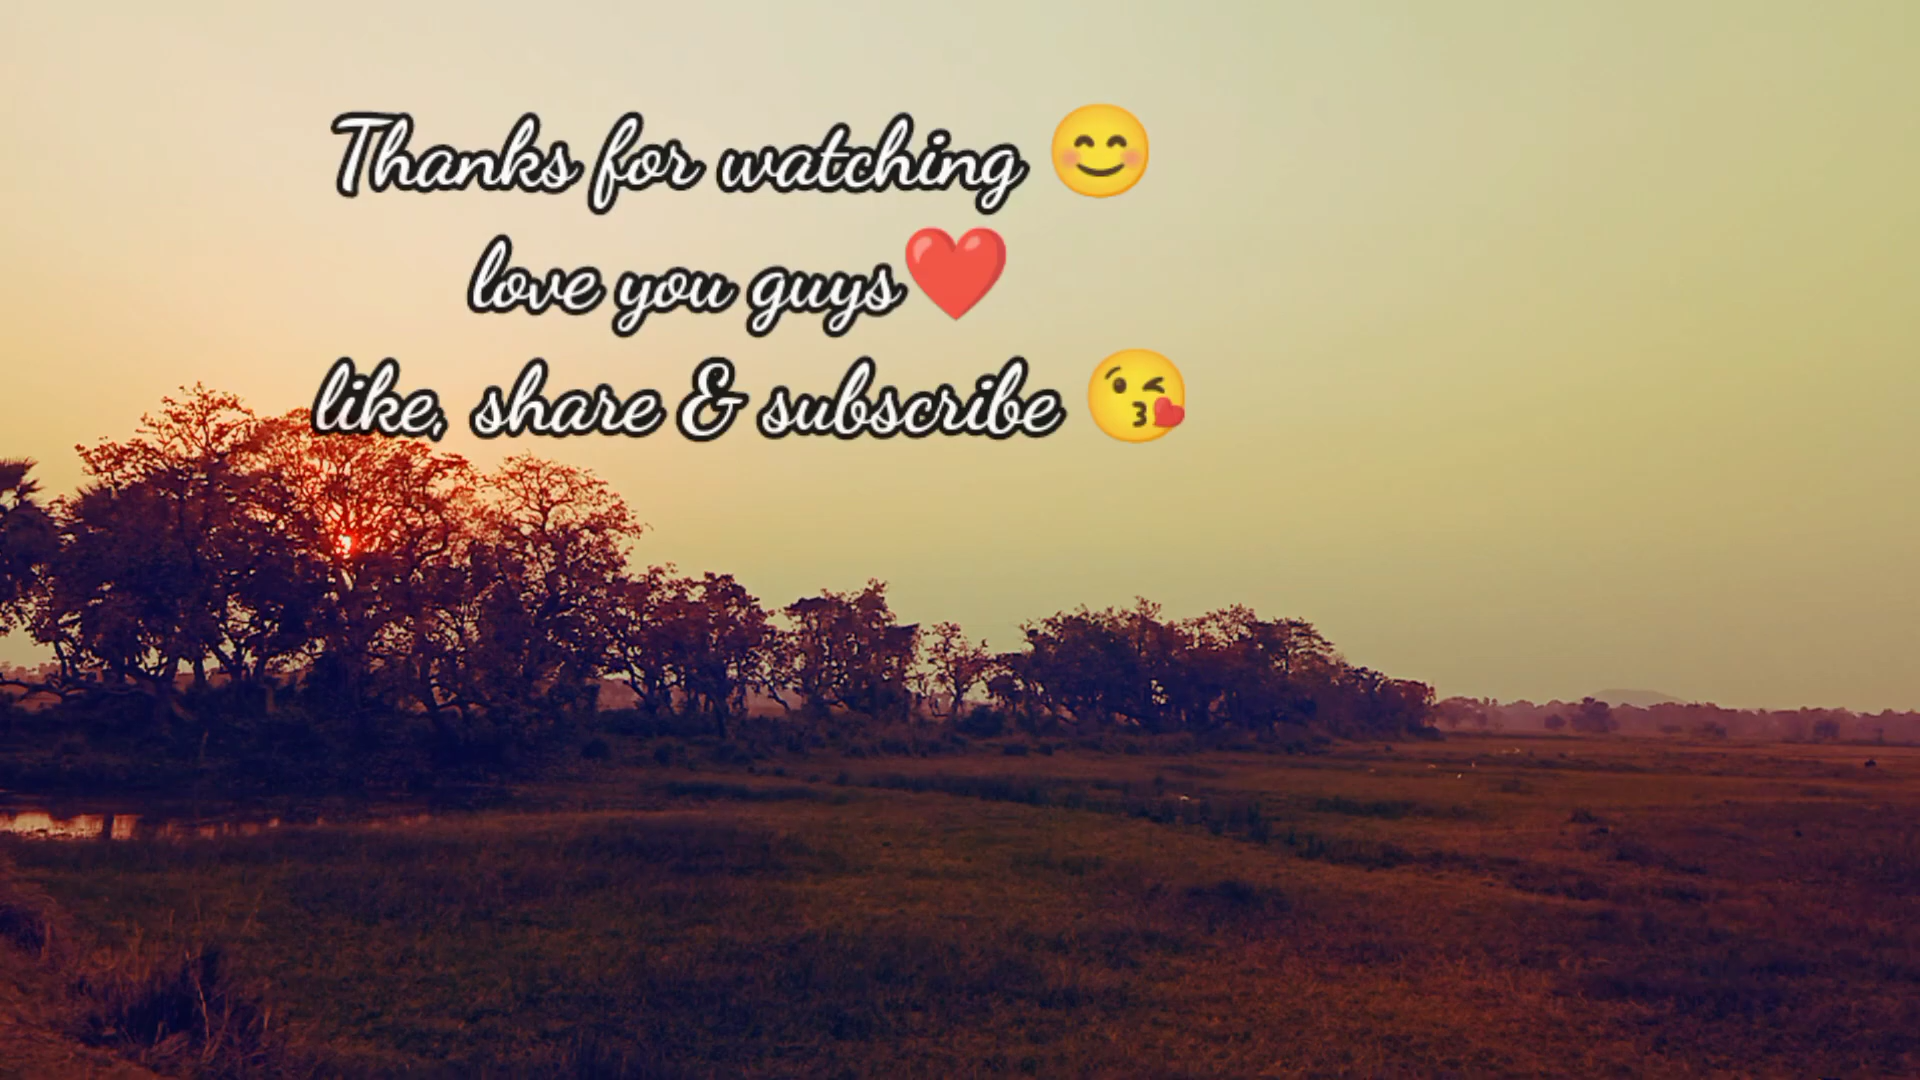 Thanks for watching 😊
love you guys❤️
like, share & subscribe 😘